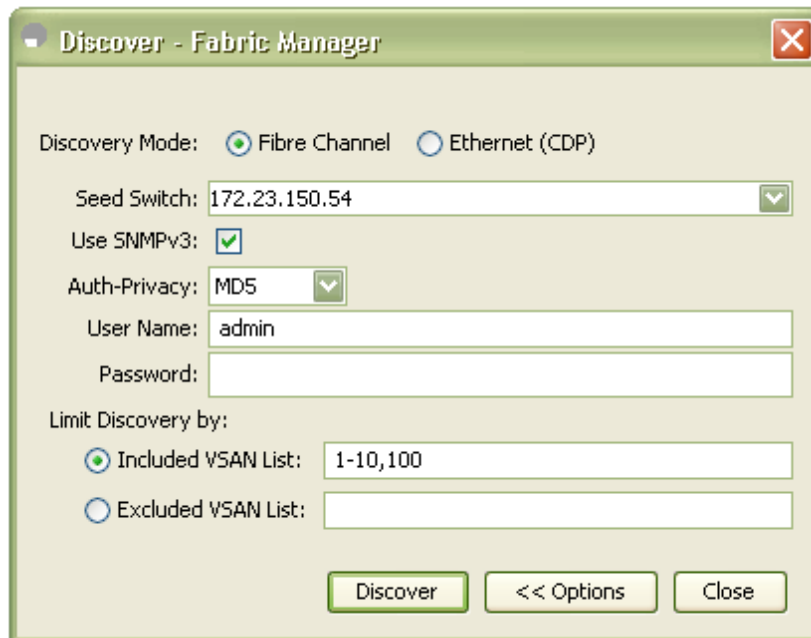 Discover - Fabric Manager
Discovery Mode: Fibre Channel Ethernet (CDP)
Seed Switch: 172.23.150.54
Use SNMPv3:
Auth-Privacy: MD5
User Name: admin
Password:
Limit Discovery by:
Included VSAN List: 1-10,100
Excluded VSAN List:
Discover << Options Close